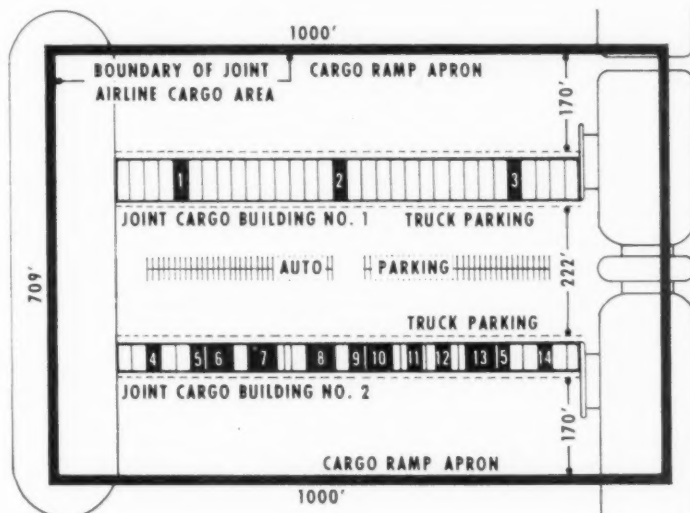 1000'
BOUNDARY OF JOINT
AIRLINE CARGO AREA
CARGO RAMP APRON
170'
1 2 3
JOINT CARGO BUILDING NO. 1 TRUCK PARKING
709'
AUTO PARKING
222'
TRUCK PARKING
4 5 6 7 8 9 10 11 12 13 5 14
JOINT CARGO BUILDING NO. 2
170'
CARGO RAMP APRON
1000'